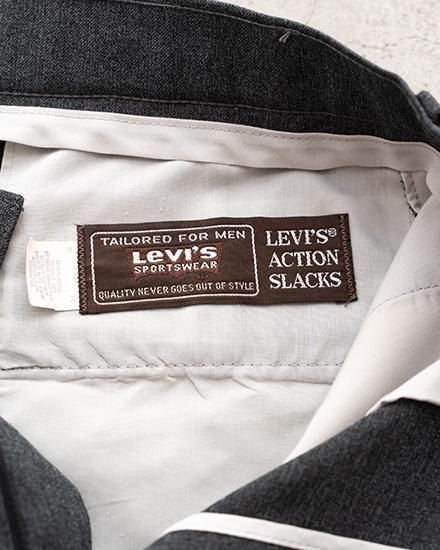 TAILORED FOR MEN
LEVI'S
SPORTSWEAR
QUALITY NEVER GOES OUT OF STYLE
LEVI'S®
ACTION
SLACKS